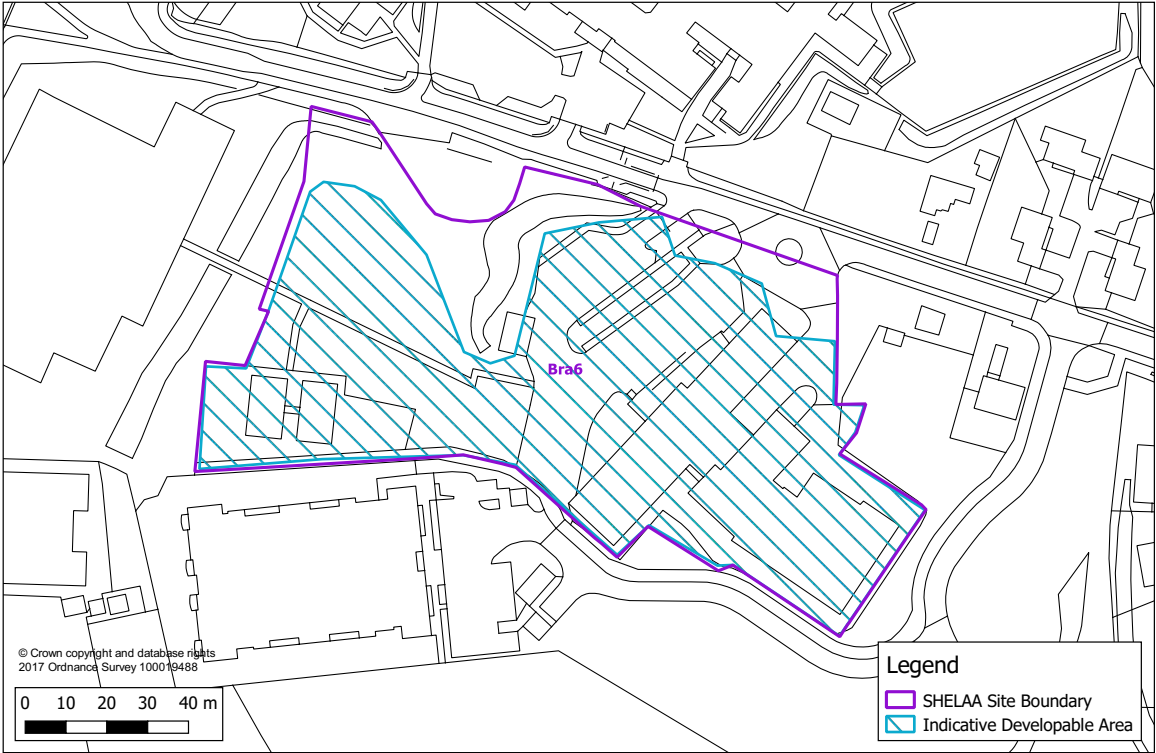 Bra6
© Crown copyright and database rights
2017 Ordnance Survey 100019488
0 10 20 30 40 m
Legend
SHELAA Site Boundary
Indicative Developable Area